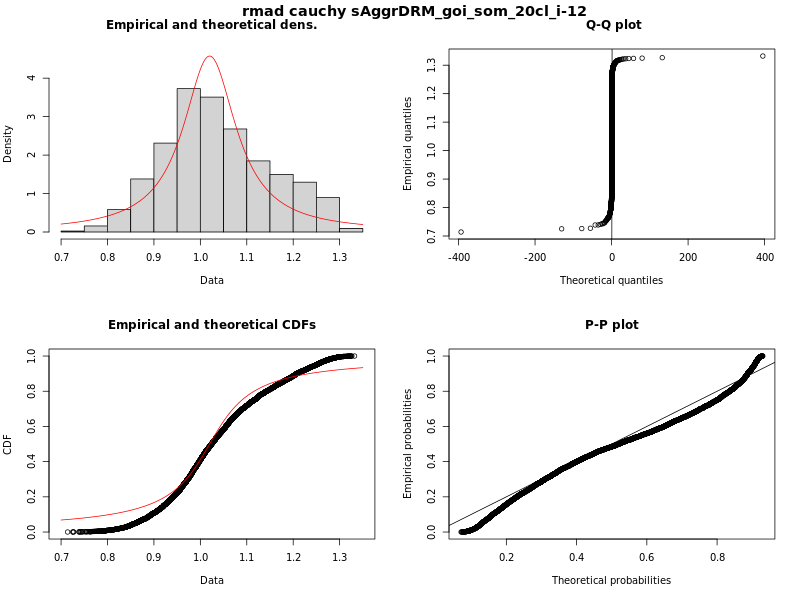 rmad cauchy sAggrDRM_goi_som_20cl_i-12
Empirical and theoretical dens.
Density
0 1 2 3 4
0.7 0.8 0.9 1.0 1.1 1.2 1.3
Data
Q-Q plot
Empirical quantiles
0.7 0.8 0.9 1.0 1.1 1.2 1.3
-400 -200 0 200 400
Theoretical quantiles
Empirical and theoretical CDFs
CDF
0.0 0.2 0.4 0.6 0.8 1.0
0.7 0.8 0.9 1.0 1.1 1.2 1.3
Data
P-P plot
Empirical probabilities
0.0 0.2 0.4 0.6 0.8 1.0
0.2 0.4 0.6 0.8
Theoretical probabilities